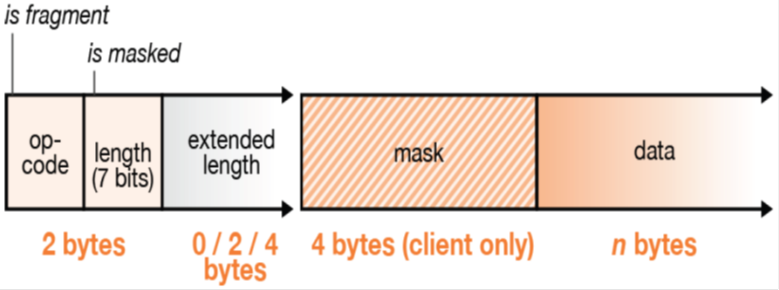 is fragment
is masked
op-
code
length
(7 bits)
extended
length
mask
data
2 bytes
0 / 2 / 4
bytes
4 bytes (client only)
n bytes